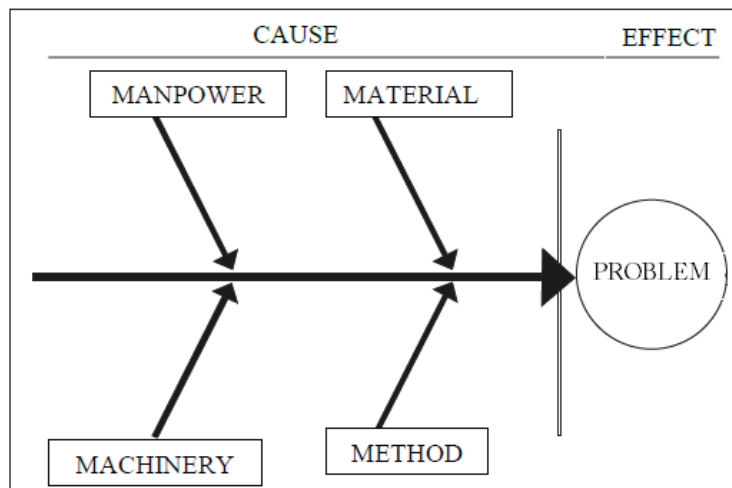 CAUSE
EFFECT
MANPOWER
MATERIAL
PROBLEM
MACHINERY
METHOD